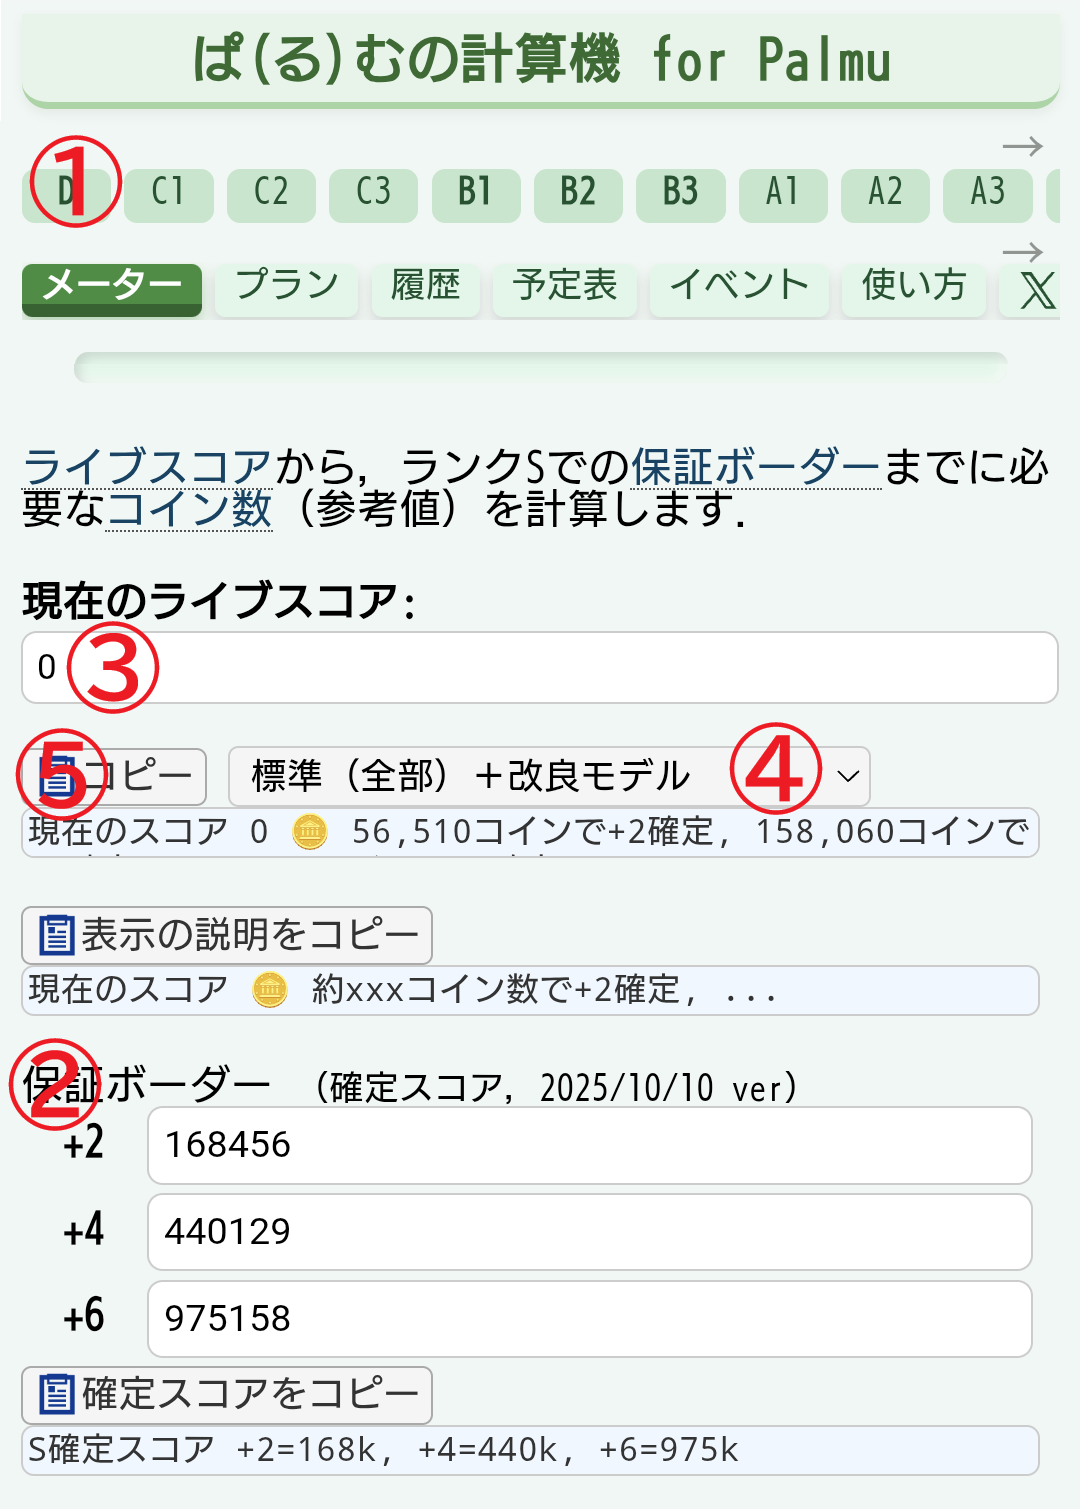 ぱ(る)むの計算機 for Palmu
→
① D C1 C2 C3 B1 B2 B3 A1 A2 A3
→
メーター プラン 履歴 予定表 イベント 使い方 X
ライブスコアから，ランクSでの保証ボーダーまでに必
要なコイン数（参考値）を計算します．
現在のライブスコア:
0 ③
⑤ コピー 標準（全部）＋改良モデル ④
現在のスコア 0 🪙 56,510コインで+2確定, 158,060コインで
表示の説明をコピー
現在のスコア 🪙 約xxxコイン数で+2確定, ...
② 保証ボーダー （確定スコア，2025/10/10 ver）
+2 168456
+4 440129
+6 975158
確定スコアをコピー
S確定スコア +2=168k, +4=440k, +6=975k